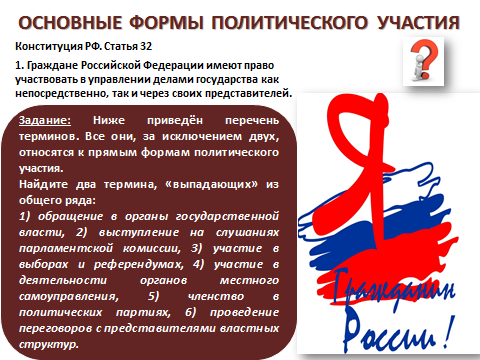 ОСНОВНЫЕ ФОРМЫ ПОЛИТИЧЕСКОГО УЧАСТИЯ
Конституция РФ. Статья 32
1. Граждане Российской Федерации имеют право
участвовать в управлении делами государства как
непосредственно, так и через своих представителей.
Задание: Ниже приведён перечень
терминов. Все они, за исключением двух,
относятся к прямым формам политического
участия.
Найдите два термина, «выпадающих» из
общего ряда:
1) обращение в органы государственной
власти, 2) выступление на слушаниях
парламентской комиссии, 3) участие в
выборах и референдумах, 4) участие в
деятельности органов местного
самоуправления, 5) членство в
политических партиях, 6) проведение
переговоров с представителями властных
структур.
?
Я
Гражданин
России!